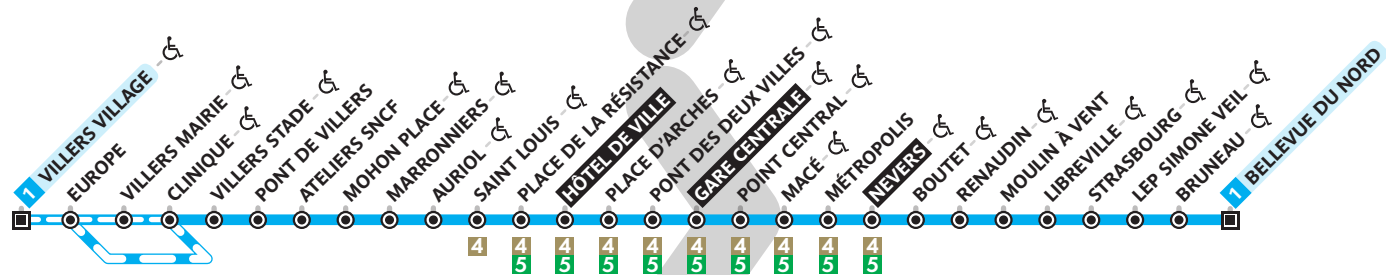 1 VILLERS VILLAGE
EUROPE
VILLERS MAIRIE
CLINIQUE
VILLERS STADE
PONT DE VILLERS
ATELIERS SNCF
MOHON PLACE
MARRONNIERS
AURIOL
SAINT LOUIS
PLACE DE LA RÉSISTANCE
HÔTEL DE VILLE
PLACE D'ARCHES
PONT DES DEUX VILLES
GARE CENTRALE
POINT CENTRAL
MACÉ
MÉTROPOLIS
NEVERS
BOUTET
RENAUDIN
MOULIN À VENT
LIBREVILLE
STRASBOURG
LEP SIMONE VEIL
BRUNEAU
1 BELLEVUE DU NORD
4 4 4 4 4 4 4 4 4 4
5 5 5 5 5 5 5 5 5